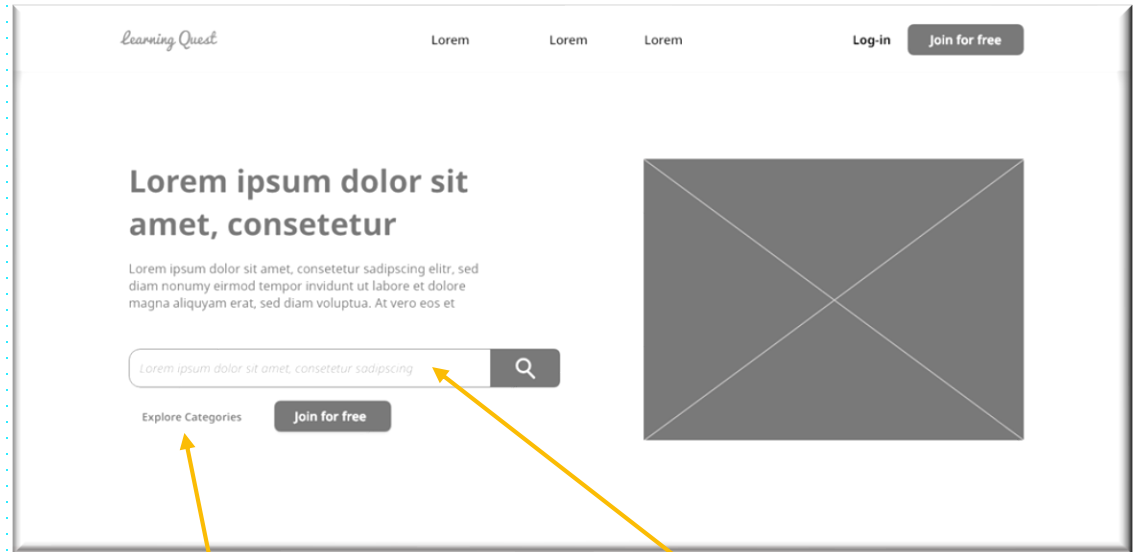 Learning Quest
Lorem
Lorem
Lorem
Log-in
Join for free
Lorem ipsum dolor sit
amet, consetetur
Lorem ipsum dolor sit amet, consetetur sadipscing elitr, sed
diam nonumy eirmod tempor invidunt ut labore et dolore
magna aliquyam erat, sed diam voluptua. At vero eos et
Lorem ipsum dolor sit amet, consetetur sadipscing
Explore Categories
Join for free